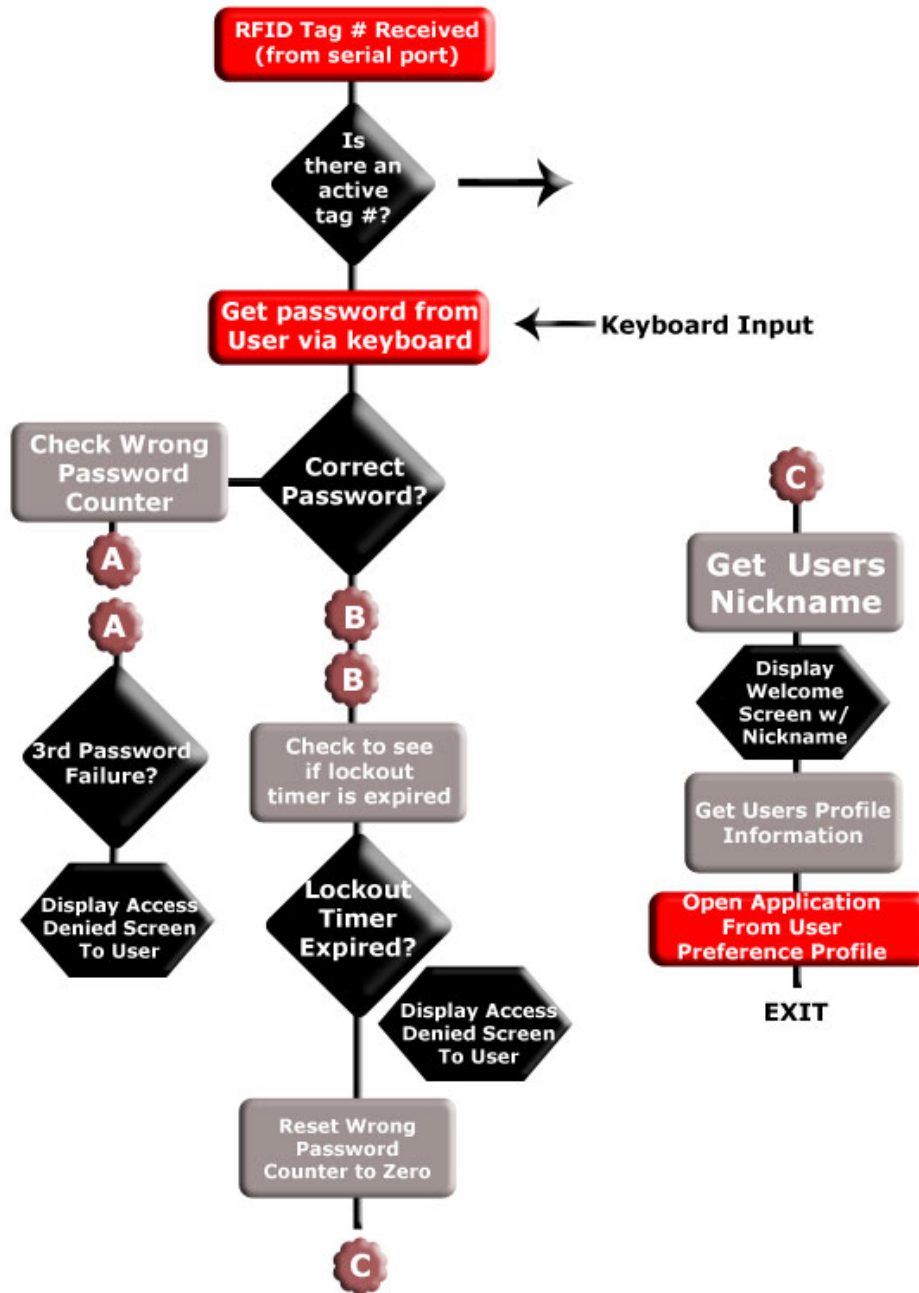 RFID Tag # Received
(from serial port)
Is
there an
active
tag #?
Get password from
User via keyboard
Keyboard Input
Check Wrong
Password
Counter
Correct
Password?
A
A
3rd Password
Failure?
Display Access
Denied Screen
To User
B
B
Check to see
if lockout
timer is expired
Lockout
Timer
Expired?
Display Access
Denied Screen
To User
Reset Wrong
Password
Counter to Zero
C
C
Get Users
Nickname
Display
Welcome
Screen w/
Nickname
Get Users Profile
Information
Open Application
From User
Preference Profile
EXIT